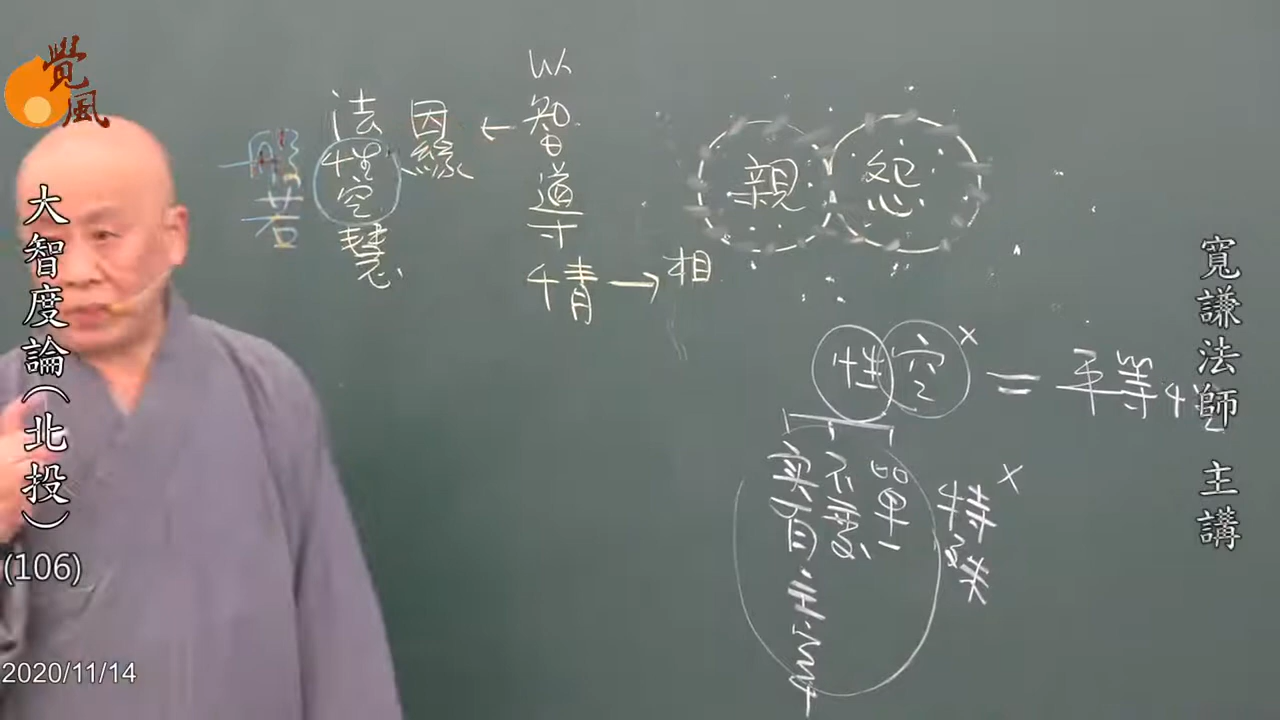 覺風
大智度論(北投)
(106)
2020/11/14
寬謙法師 主講
以智導情→相
←
因緣
法性空慧
般若
親 怨
性空 x = 平等性
單一
不變
實有
主宰
特殊 x